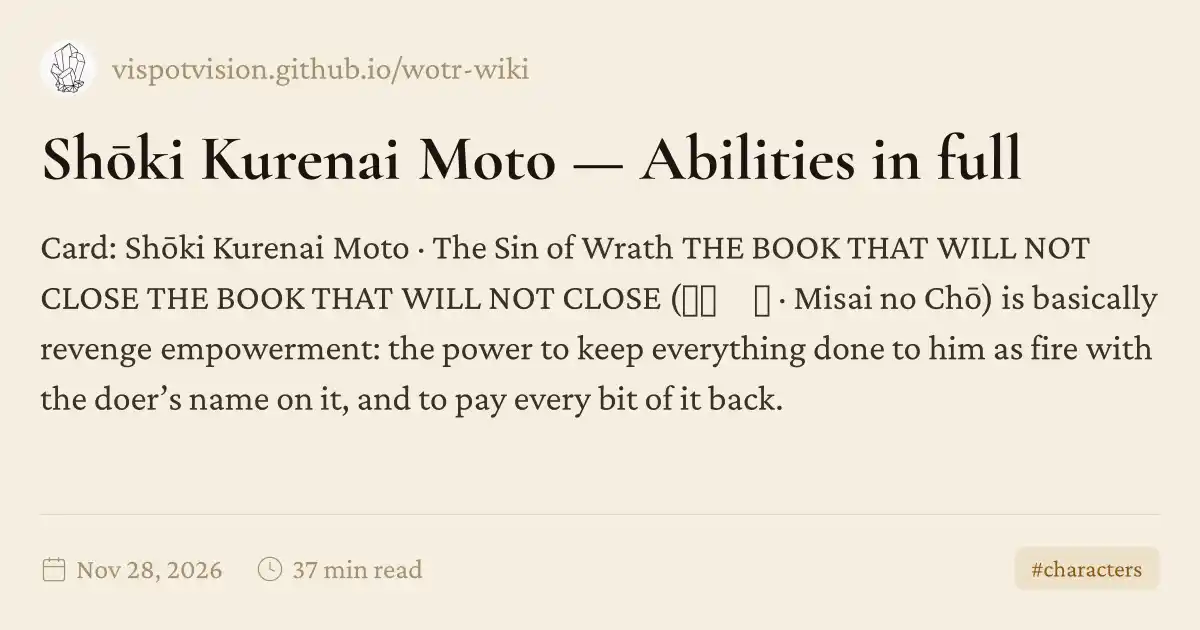 vispotvision.github.io/wotr-wiki
Shōki Kurenai Moto — Abilities in full
Card: Shōki Kurenai Moto · The Sin of Wrath THE BOOK THAT WILL NOT
CLOSE THE BOOK THAT WILL NOT CLOSE (· Misai no Chō) is basically
revenge empowerment: the power to keep everything done to him as fire with
the doer’s name on it, and to pay every bit of it back.
Nov 28, 2026
37 min read
#characters